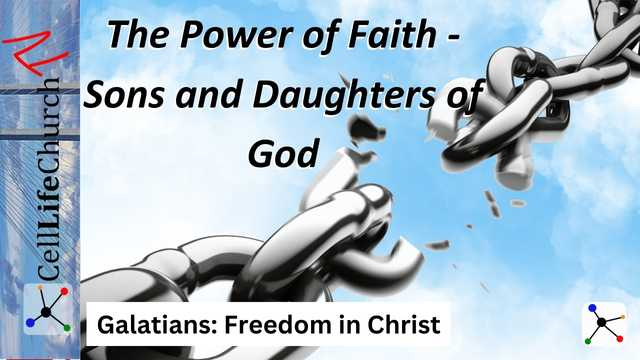 The Power of Faith -
Sons and Daughters of
God
CellLifeChurch
Galatians: Freedom in Christ